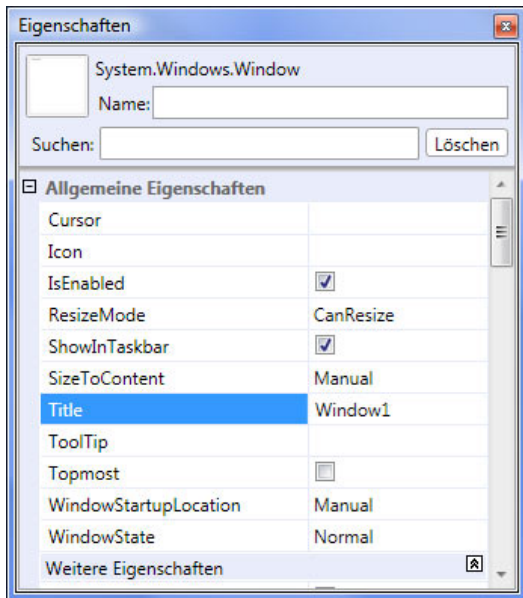 Eigenschaften
System.Windows.Window
Name:
Suchen: Löschen
Allgemeine Eigenschaften
Cursor
Icon
IsEnabled
ResizeMode CanResize
ShowInTaskbar
SizeToContent Manual
Title Window1
ToolTip
Topmost
WindowStartupLocation Manual
WindowState Normal
Weitere Eigenschaften